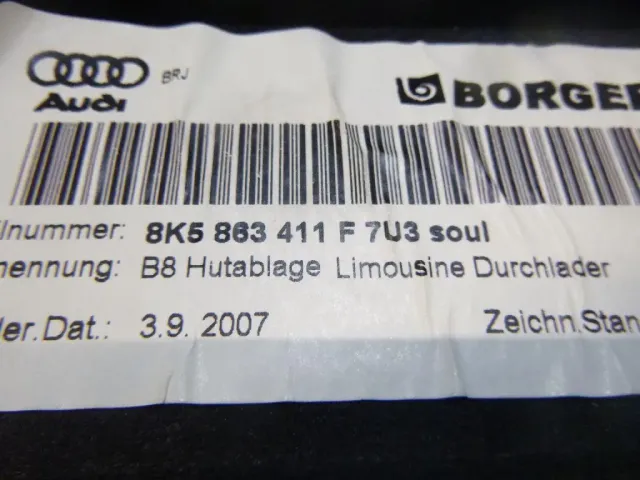 BRJ
Audi
BORGER
lnummer: 8K5 863 411 F 7U3 soul
nennung: B8 Hutablage Limousine Durchlader
er.Dat.: 3.9. 2007 Zeichn.Stan